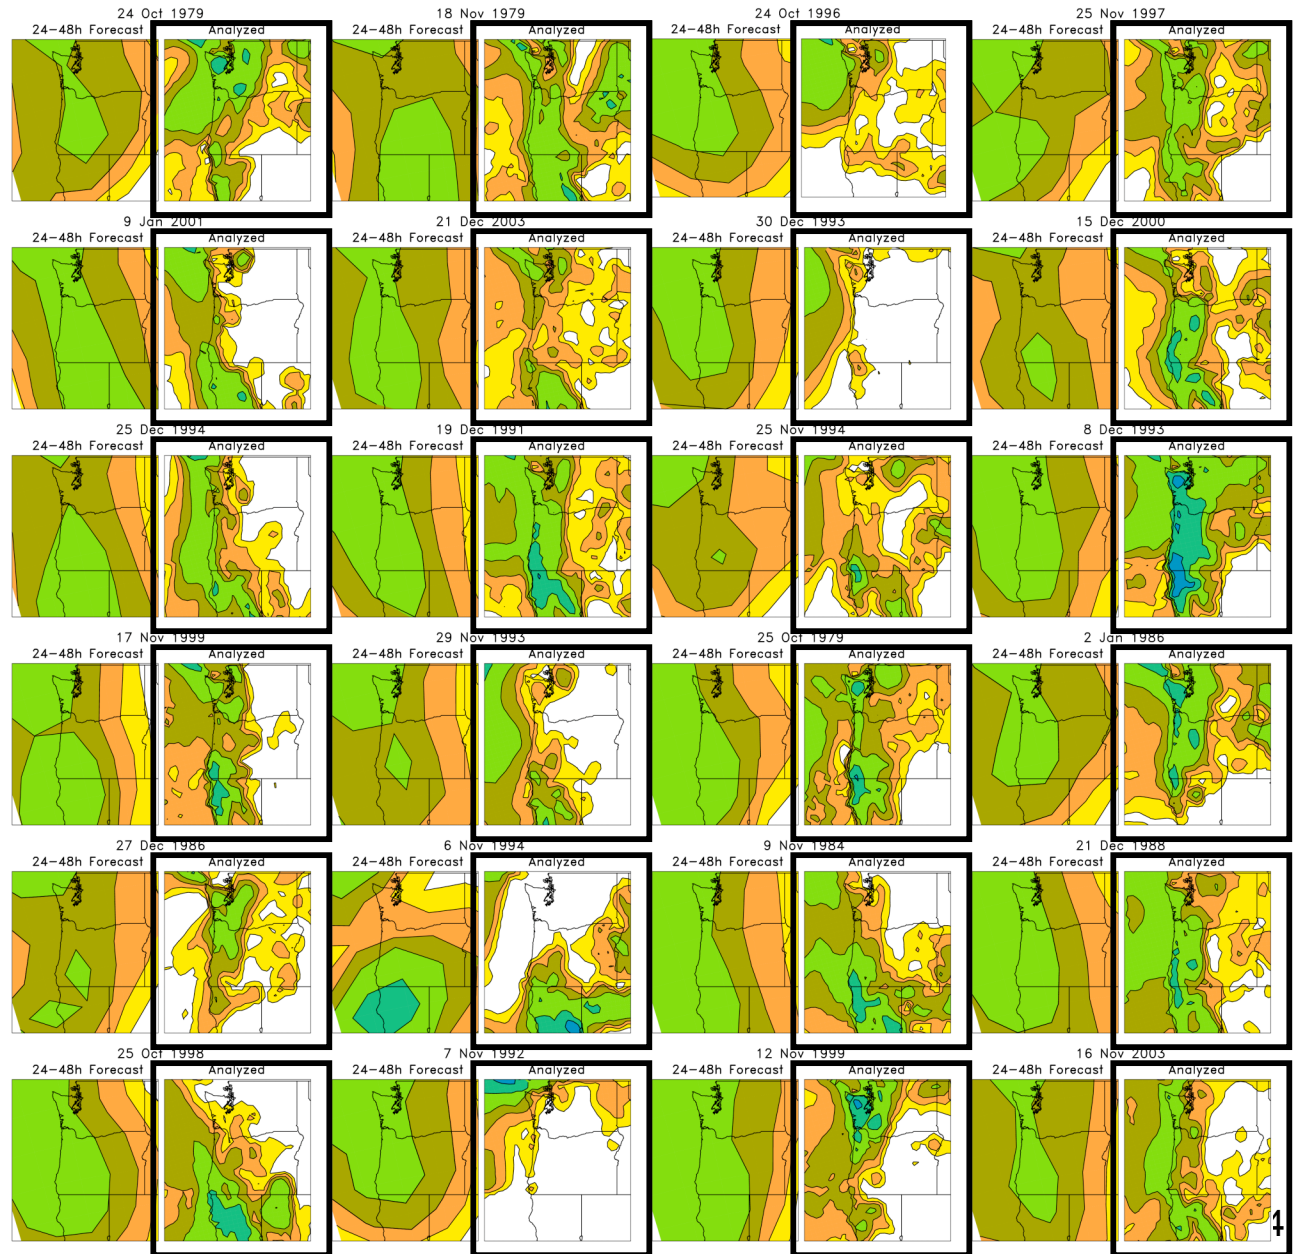 24 Oct 1979 18 Nov 1979 24 Oct 1996 25 Nov 1997
24-48h Forecast Analyzed 24-48h Forecast Analyzed 24-48h Forecast Analyzed 24-48h Forecast Analyzed
9 Jan 2001 21 Dec 2003 30 Dec 1993 15 Dec 2000
24-48h Forecast Analyzed 24-48h Forecast Analyzed 24-48h Forecast Analyzed 24-48h Forecast Analyzed
25 Dec 1994 19 Dec 1991 25 Nov 1994 8 Dec 1993
24-48h Forecast Analyzed 24-48h Forecast Analyzed 24-48h Forecast Analyzed 24-48h Forecast Analyzed
17 Nov 1999 29 Nov 1993 25 Oct 1979 2 Jan 1986
24-48h Forecast Analyzed 24-48h Forecast Analyzed 24-48h Forecast Analyzed 24-48h Forecast Analyzed
27 Dec 1986 6 Nov 1994 9 Nov 1984 21 Dec 1988
24-48h Forecast Analyzed 24-48h Forecast Analyzed 24-48h Forecast Analyzed 24-48h Forecast Analyzed
25 Oct 1998 7 Nov 1992 12 Nov 1999 16 Nov 2003
24-48h Forecast Analyzed 24-48h Forecast Analyzed 24-48h Forecast Analyzed 24-48h Forecast Analyzed